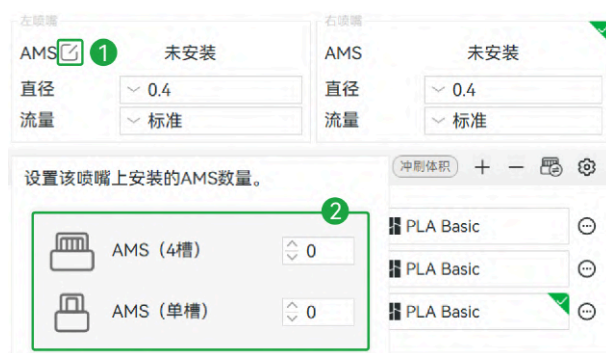 左喷嘴
AMS 1 未安装
直径 0.4
流量 标准
右喷嘴
AMS 未安装
直径 0.4
流量 标准
设置该喷嘴上安装的AMS数量。
2
AMS（4槽） 0
AMS（单槽） 0
冲刷体积
PLA Basic
PLA Basic
PLA Basic